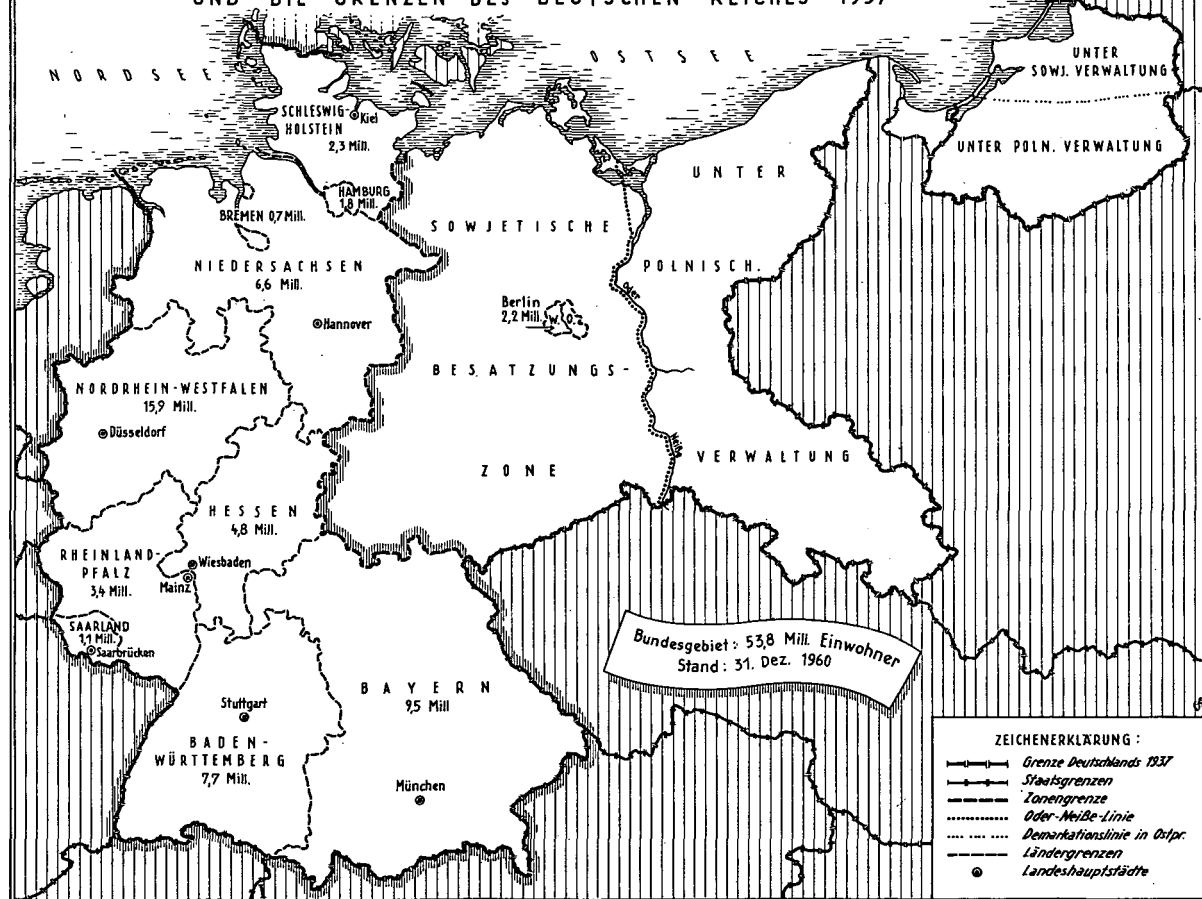 UND DIE GRENZEN DES DEUTSCHEN REICHES 1937
NORDSEE
OSTSEE
UNTER
SOWJ. VERWALTUNG
UNTER POLN. VERWALTUNG
SCHLESWIG-
HOLSTEIN
2,3 Mill.
Kiel
HAMBURG
1,8 Mill.
BREMEN 0,7 Mill.
NIEDERSACHSEN
6,6 Mill.
Hannover
SOWJETISCHE
BESATZUNGS-
ZONE
Berlin
2,2 Mill.
W. O.Z.
UNTER
POLNISCH.
VERWALTUNG
Oder
NORDRHEIN-WESTFALEN
15,9 Mill.
Düsseldorf
HESSEN
4,8 Mill.
Wiesbaden
RHEINLAND-
PFALZ
3,4 Mill.
Mainz
SAARLAND
1,1 Mill.
Saarbrücken
Stuttgart
BADEN-
WÜRTTEMBERG
7,7 Mill.
BAYERN
9,5 Mill
München
Bundesgebiet: 53,8 Mill. Einwohner
Stand: 31. Dez. 1960
ZEICHENERKLÄRUNG:
Grenze Deutschlands 1937
Staatsgrenzen
Zonengrenze
Oder-Neiße-Linie
Demarkationslinie in Ostpr.
Ländergrenzen
Landeshauptstädte